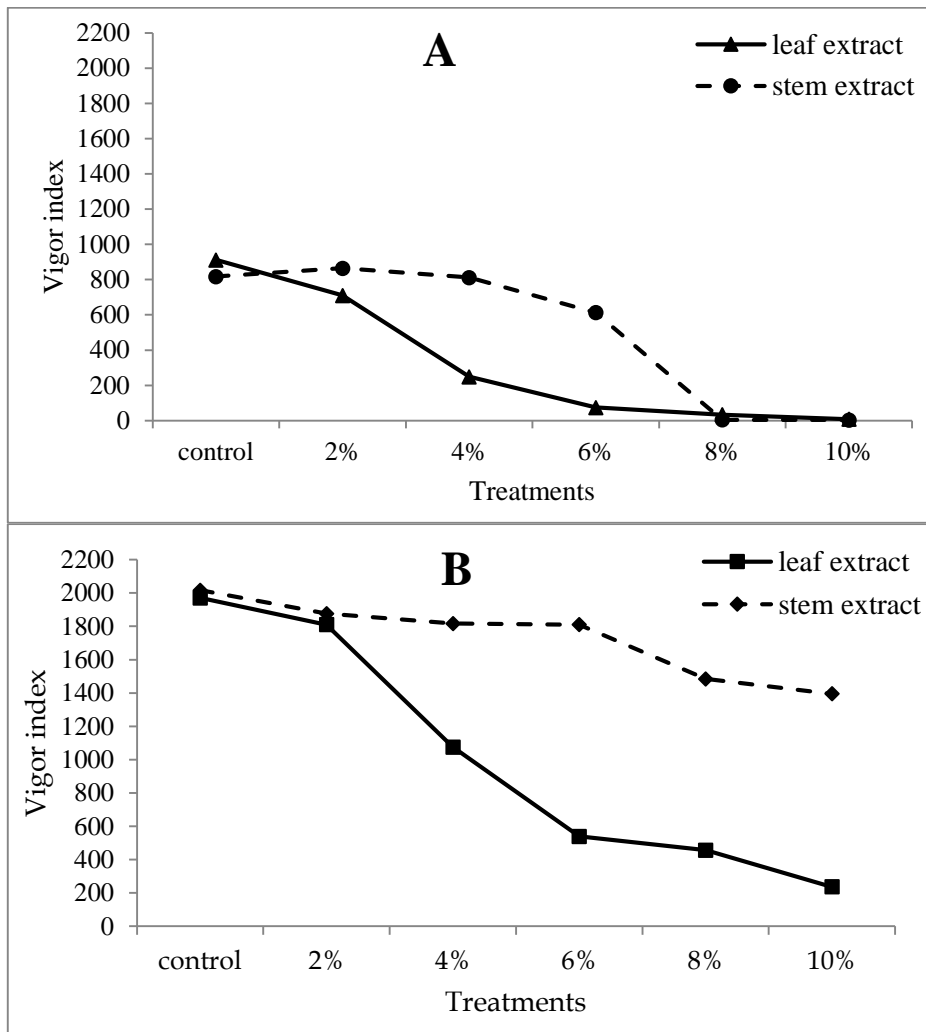 A
leaf extract
stem extract
2200
2000
1800
1600
1400
1200
1000
800
600
400
200
0
Vigor index
control 2% 4% 6% 8% 10%
Treatments
B
leaf extract
stem extract
2200
2000
1800
1600
1400
1200
1000
800
600
400
200
0
Vigor index
control 2% 4% 6% 8% 10%
Treatments